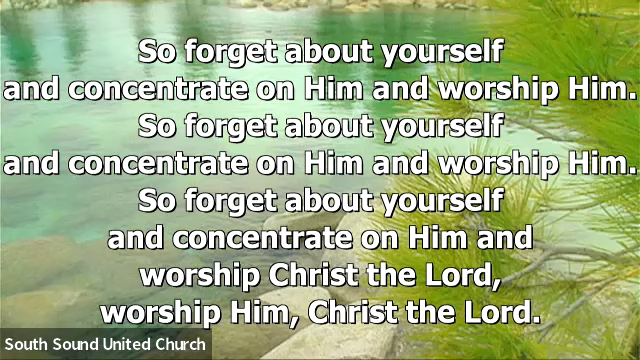 So forget about yourself
and concentrate on Him and worship Him.
So forget about yourself
and concentrate on Him and worship Him.
So forget about yourself
and concentrate on Him and
worship Christ the Lord,
worship Him, Christ the Lord.
South Sound United Church